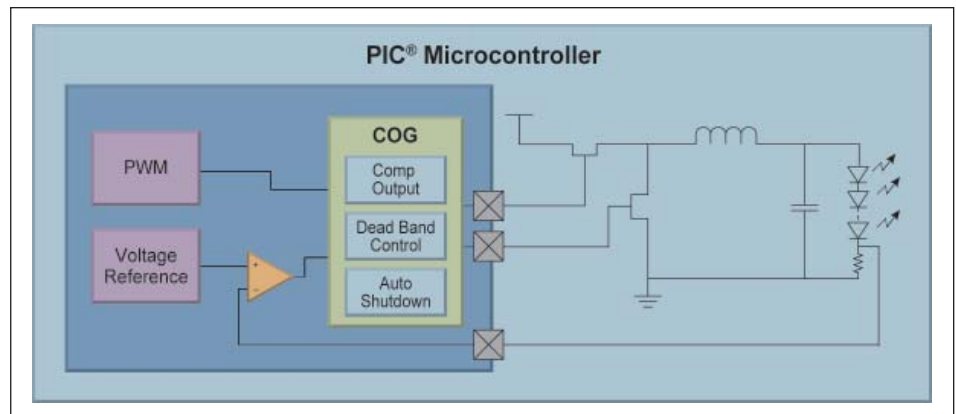 PIC® Microcontroller
COG
PWM
Comp
Output
Dead Band
Control
Voltage
Reference
+
-
Auto
Shutdown